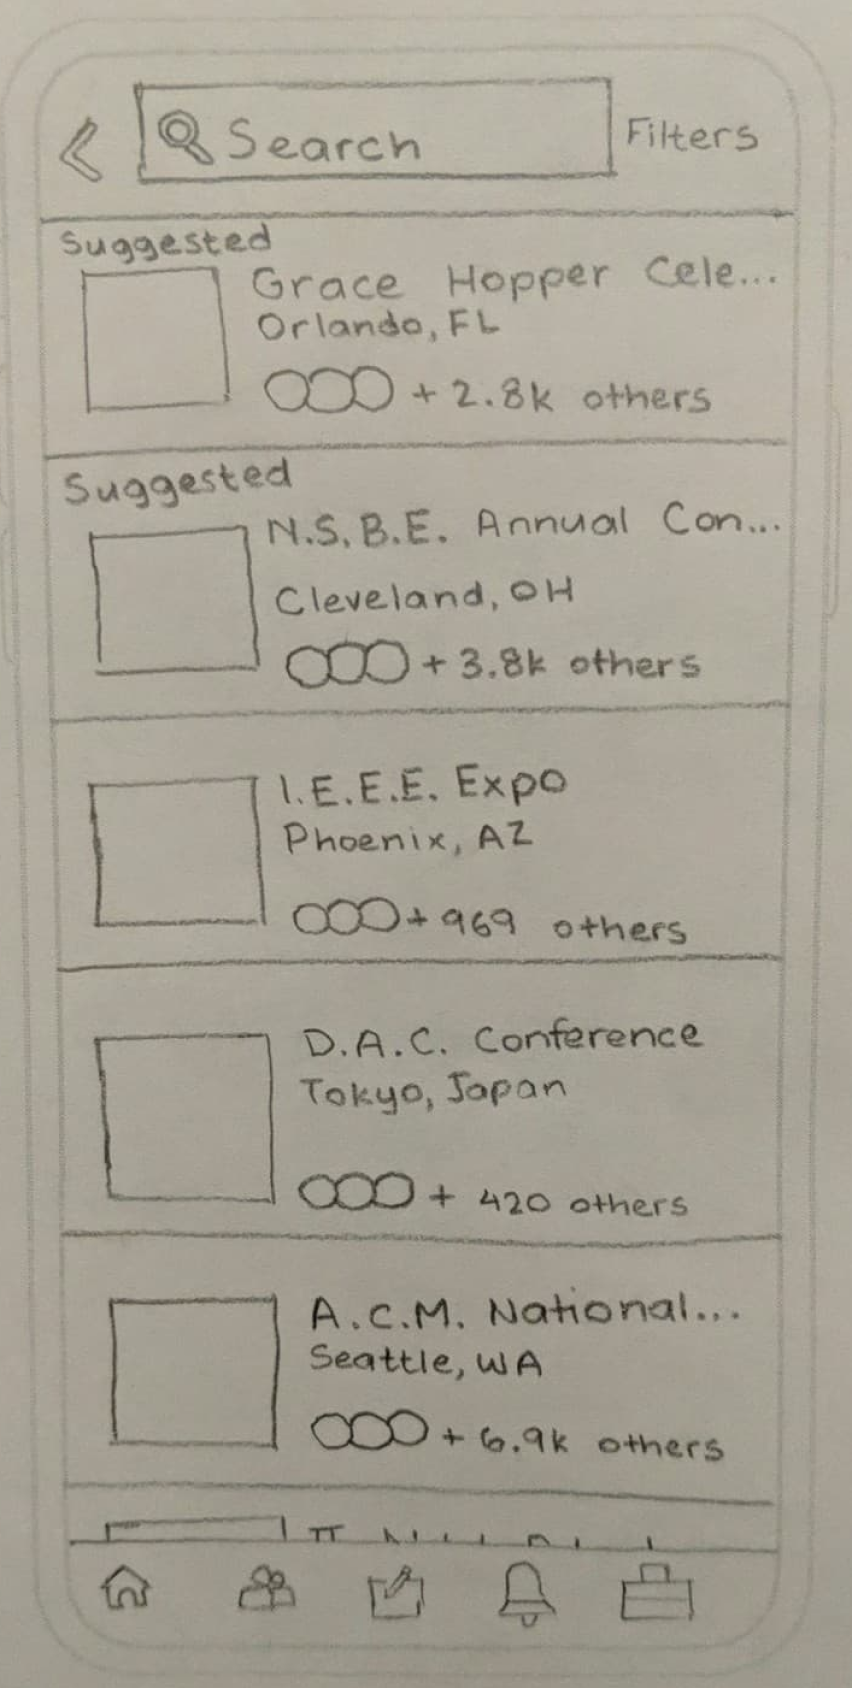 Search
Filters
Suggested
Grace Hopper Cele...
Orlando, FL
+ 2.8k others
Suggested
N.S.B.E. Annual Con...
Cleveland, OH
+ 3.8k others
I.E.E.E. Expo
Phoenix, AZ
+ 969 others
D.A.C. Conference
Tokyo, Japan
+ 420 others
A.C.M. National...
Seattle, WA
+ 6.9k others